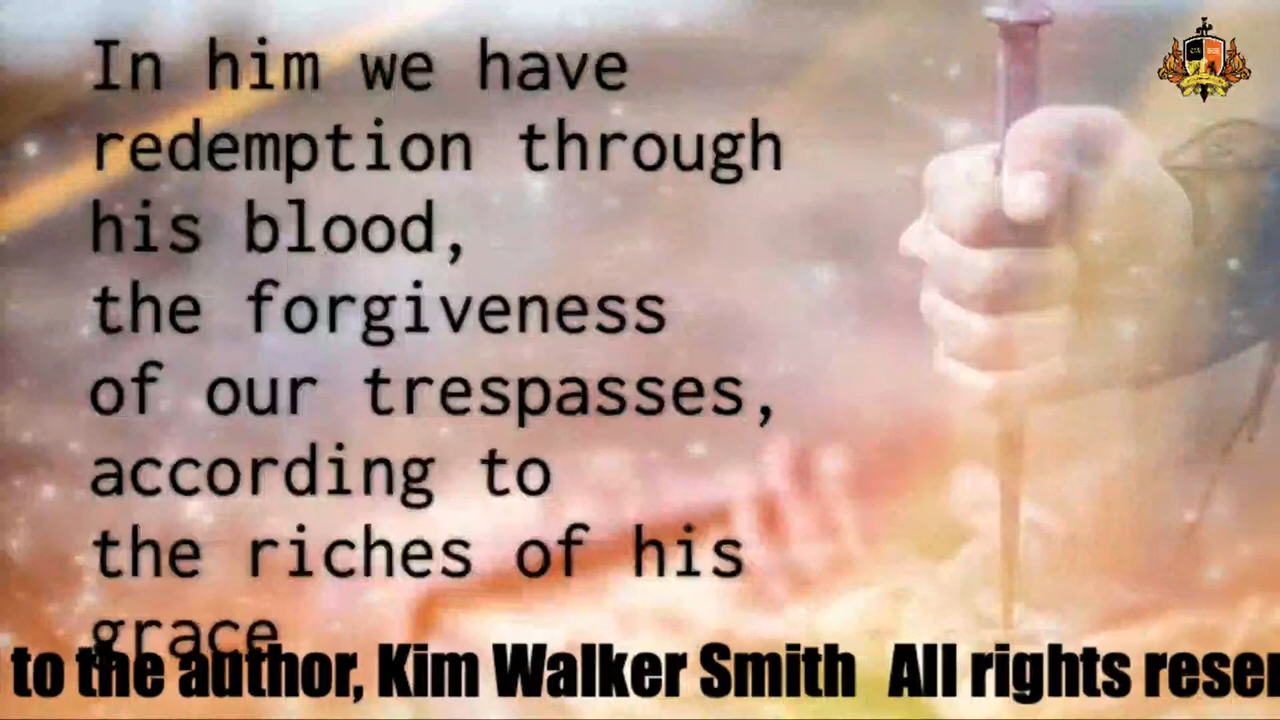 In him we have
redemption through
his blood,
the forgiveness
of our trespasses,
according to
the riches of his
grace
to the author, Kim Walker Smith All rights reser